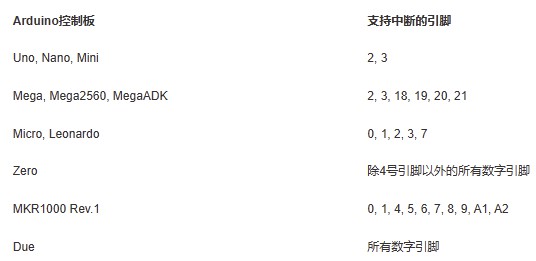 Arduino控制板 支持中断的引脚
Uno, Nano, Mini 2, 3
Mega, Mega2560, MegaADK 2, 3, 18, 19, 20, 21
Micro, Leonardo 0, 1, 2, 3, 7
Zero 除4号引脚以外的所有数字引脚
MKR1000 Rev.1 0, 1, 4, 5, 6, 7, 8, 9, A1, A2
Due 所有数字引脚